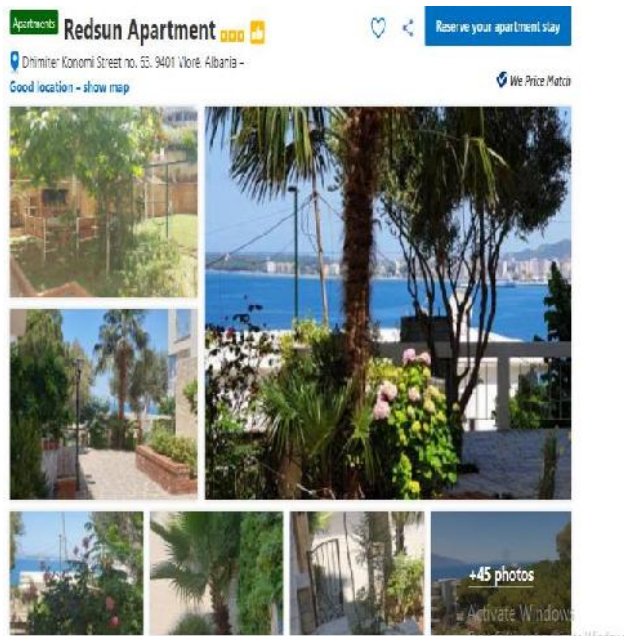 Apartments Redsun Apartment
Reserve your apartment stay
Dhimiter Konomi Street no. 53, 9401 Vlorë, Albania –
Good location – show map
We Price Match
+45 photos
Activate Windows